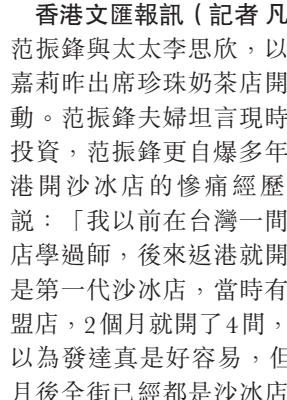 香港文匯報訊（記者 凡
范振鋒與太太李思欣，以
嘉莉昨出席珍珠奶茶店開
動。范振鋒夫婦坦言現時
投資，范振鋒更自爆多年
港開沙冰店的慘痛經歷
説：「我以前在台灣一間
店學過師，後來返港就開
是第一代沙冰店，當時有
盟店，2個月就開了4間，
以為發達真是好容易，但
月後全街已經都是沙冰店